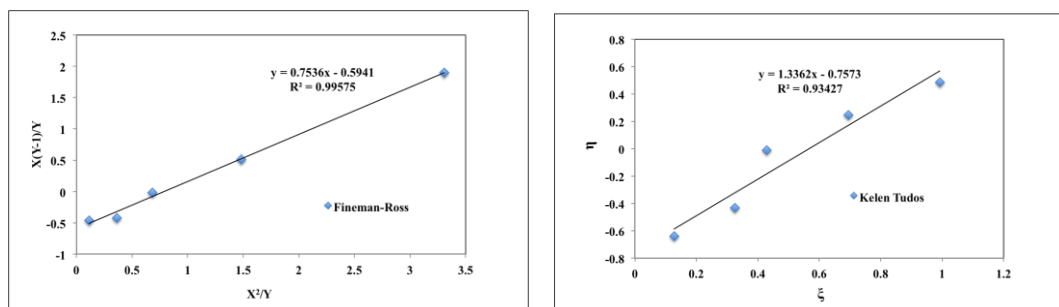 2.5
2
1.5
1
0.5
0
-0.5
-1
X(Y-1)/Y
y = 0.7536x - 0.5941
R² = 0.99575
Fineman-Ross
0 0.5 1 1.5 2 2.5 3 3.5
X²/Y
0.8
0.6
0.4
0.2
0
-0.2
-0.4
-0.6
-0.8
η
y = 1.3362x - 0.7573
R² = 0.93427
Kelen Tudos
0 0.2 0.4 0.6 0.8 1 1.2
ξ